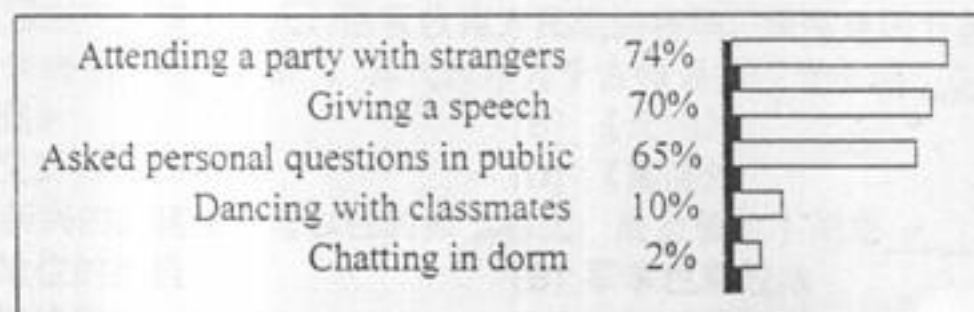 Attending a party with strangers 74%
Giving a speech 70%
Asked personal questions in public 65%
Dancing with classmates 10%
Chatting in dorm 2%